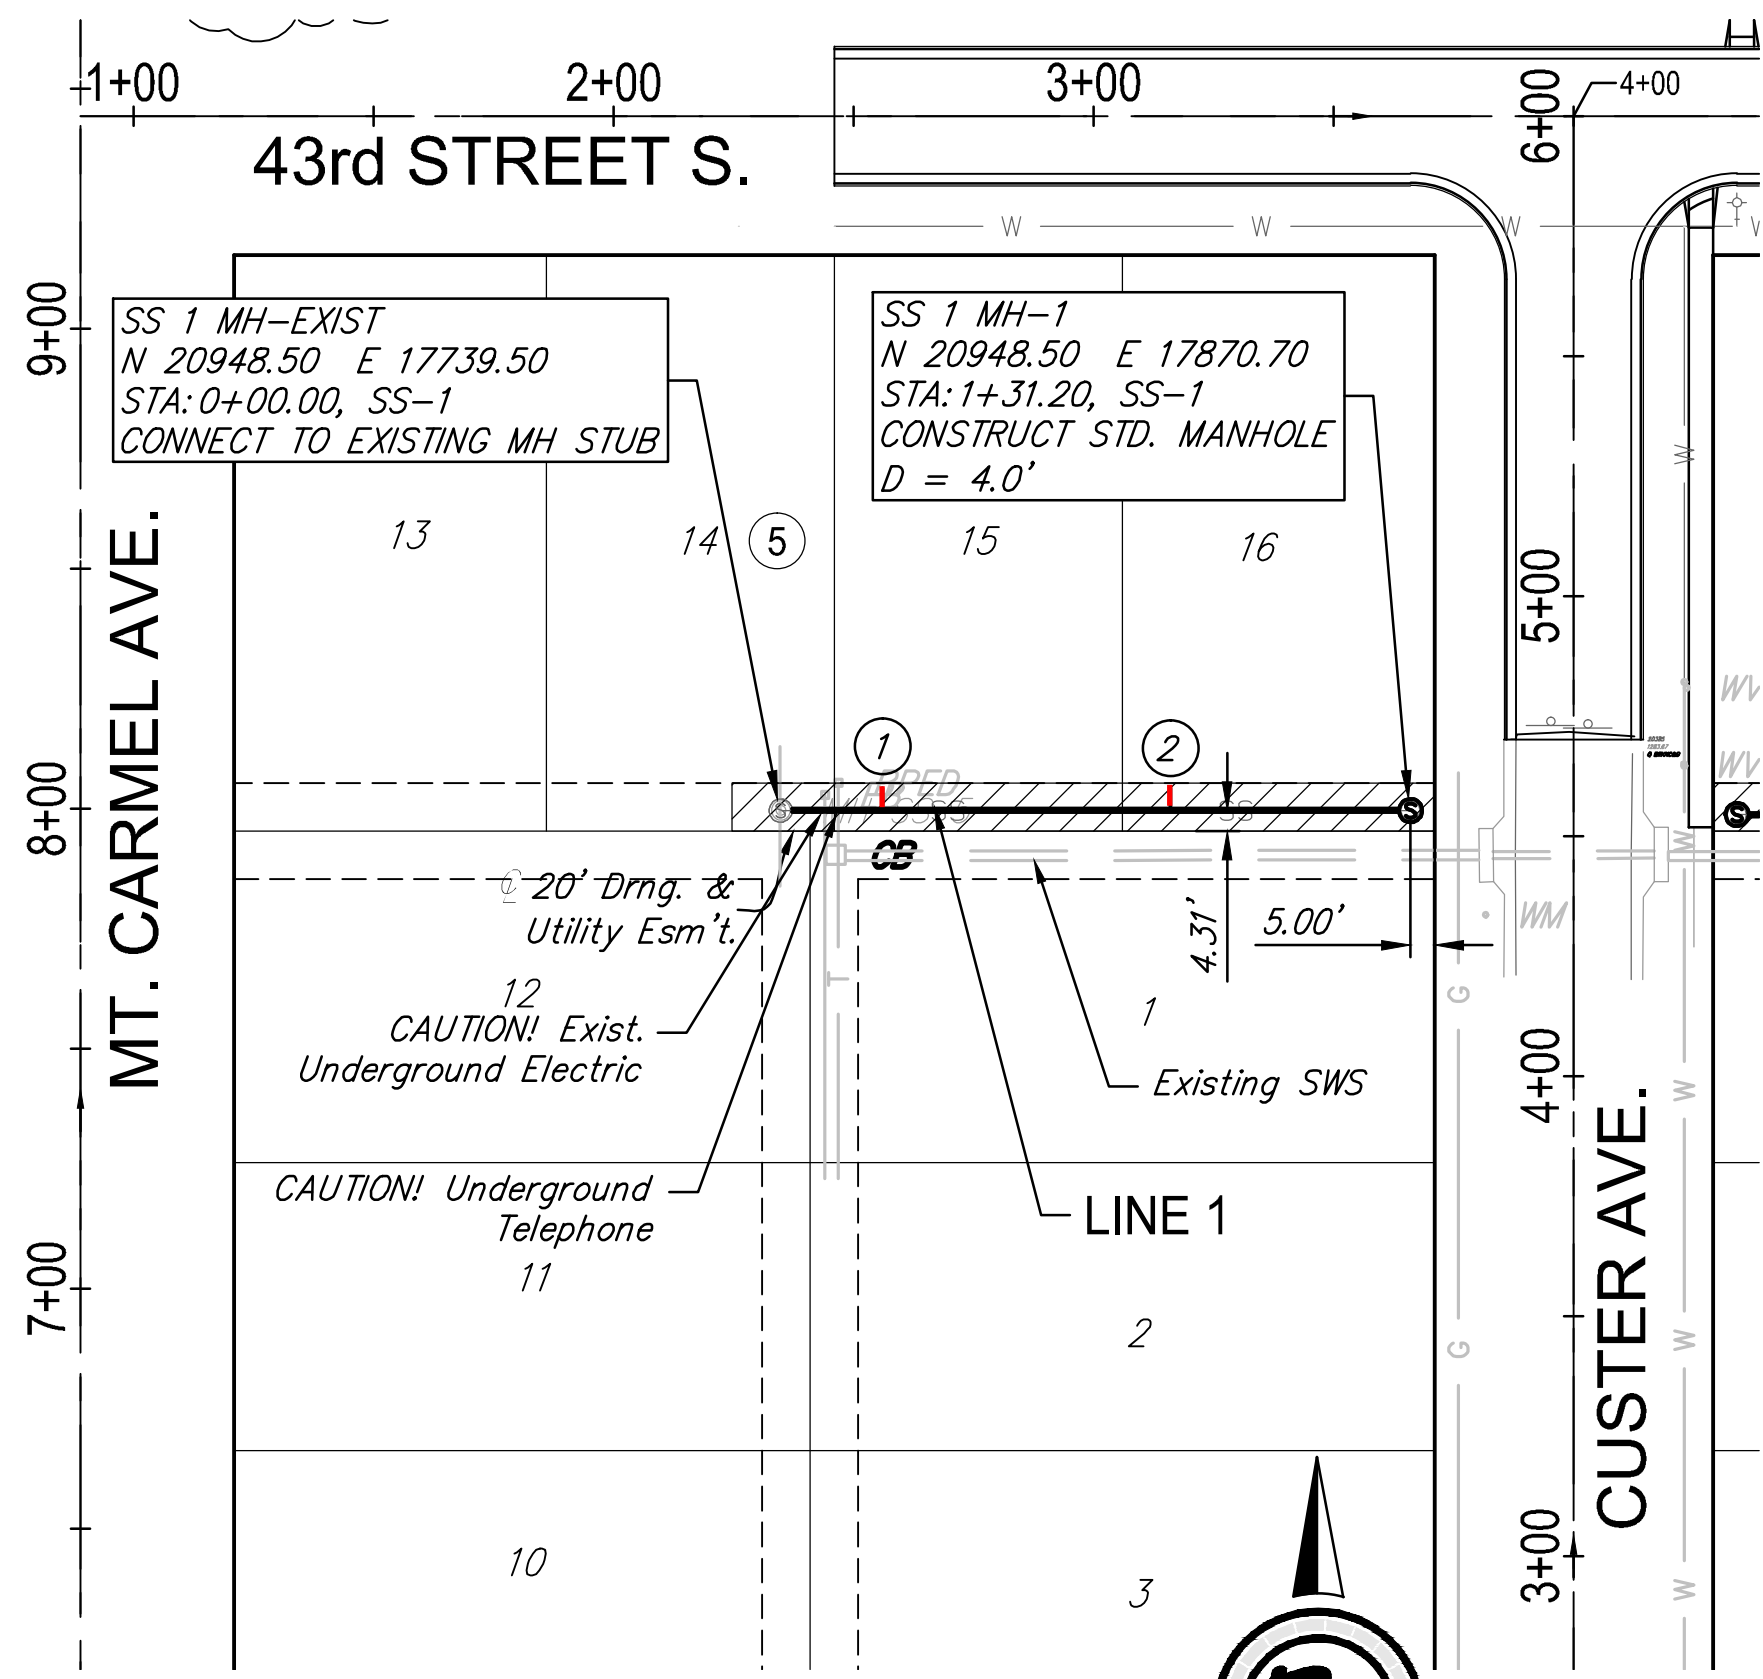 1+00
2+00
3+00
4+00
6+00
43rd STREET S.
W W W
9+00
SS 1 MH-EXIST
N 20948.50 E 17739.50
STA: 0+00.00, SS-1
CONNECT TO EXISTING MH STUB
SS 1 MH-1
N 20948.50 E 17870.70
STA: 1+31.20, SS-1
CONSTRUCT STD. MANHOLE
D = 4.0'
W
13
14
5
15
16
5+00
MT. CARMEL AVE.
WV
1
2
WV
8+00
S
SS
S
S
CB
W
℄ 20' Drng. &
Utility Esm't.
4.31'
5.00'
WM
T
12
1
G
CAUTION! Exist.
Underground Electric
Existing SWS
4+00
W
CAUTION! Underground
Telephone
LINE 1
CUSTER AVE.
7+00
11
2
G
W
10
3
3+00
W